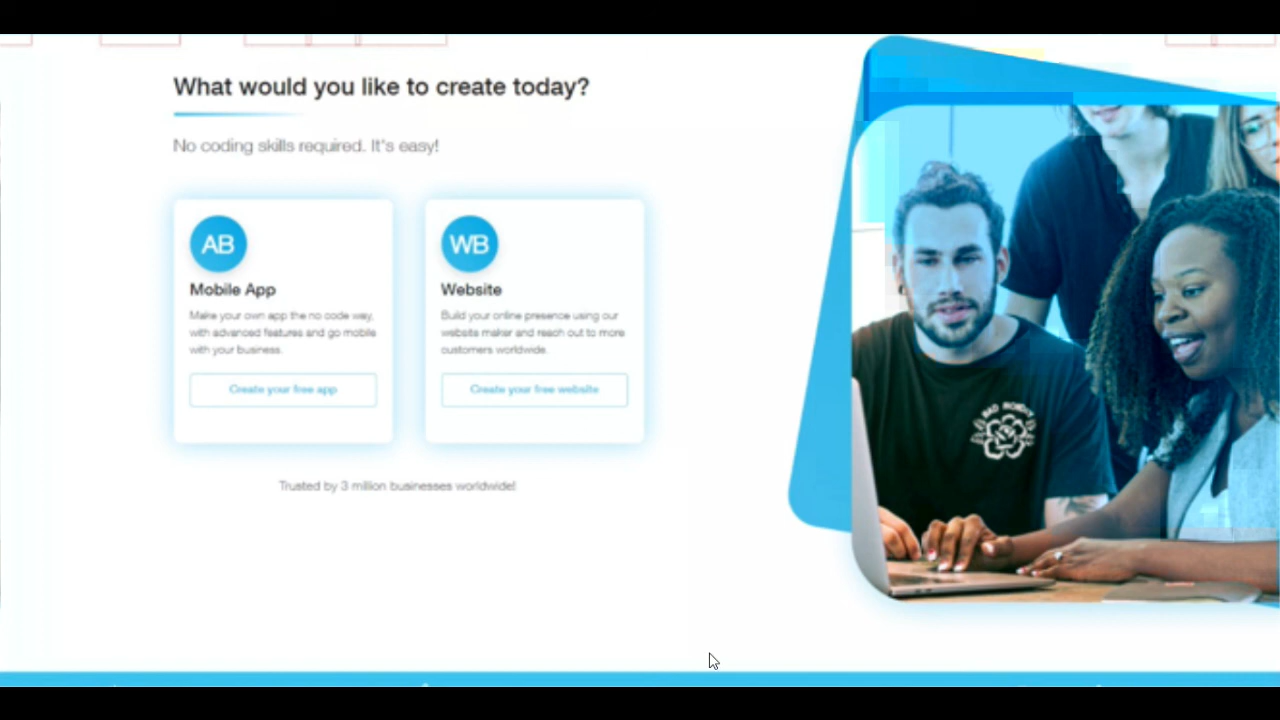 What would you like to create today?
No coding skills required. It's easy!
AB
Mobile App
Make your own app the no code way,
with advanced features and go mobile
with your business.
Create your free app
WB
Website
Build your online presence using our
website maker and reach out to more
customers worldwide.
Create your free website
Trusted by 3 million businesses worldwide!
BAD MONDAY